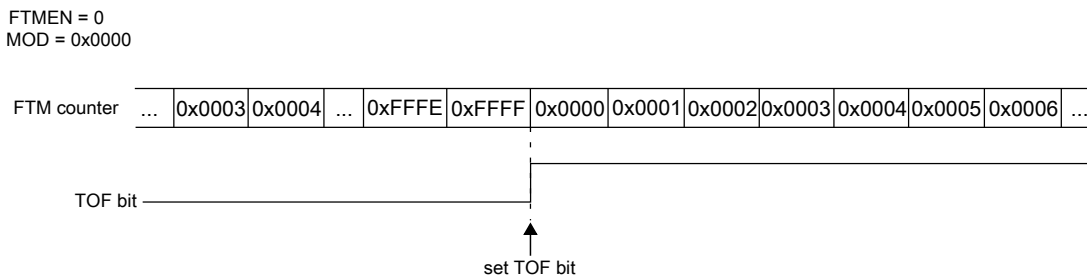 FTMEN = 0
MOD = 0x0000
FTM counter ... 0x0003 0x0004 ... 0xFFFE 0xFFFF 0x0000 0x0001 0x0002 0x0003 0x0004 0x0005 0x0006 ...
TOF bit
set TOF bit